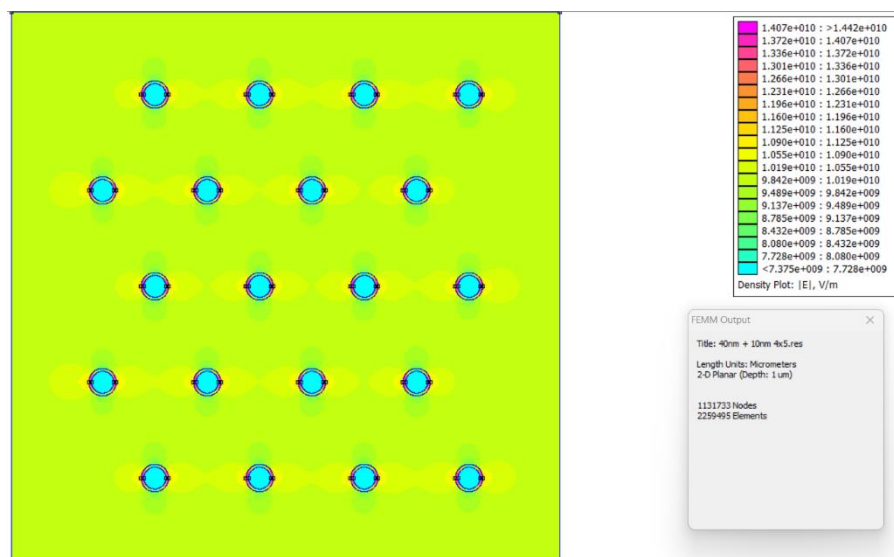 1.407e+010 : >1.442e+010
1.372e+010 : 1.407e+010
1.336e+010 : 1.372e+010
1.301e+010 : 1.336e+010
1.266e+010 : 1.301e+010
1.231e+010 : 1.266e+010
1.196e+010 : 1.231e+010
1.160e+010 : 1.196e+010
1.125e+010 : 1.160e+010
1.090e+010 : 1.125e+010
1.055e+010 : 1.090e+010
1.019e+010 : 1.055e+010
9.842e+009 : 1.019e+010
9.489e+009 : 9.842e+009
9.137e+009 : 9.489e+009
8.785e+009 : 9.137e+009
8.432e+009 : 8.785e+009
8.080e+009 : 8.432e+009
7.728e+009 : 8.080e+009
<7.375e+009 : 7.728e+009
Density Plot: |E|, V/m
FEMM Output
Title: 40nm + 10nm 4x5.res
Length Units: Micrometers
2-D Planar (Depth: 1 um)
1131733 Nodes
2259495 Elements